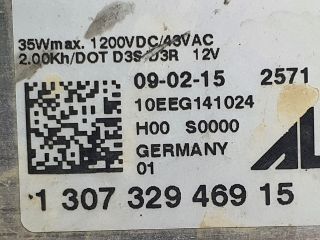 35Wmax. 1200VDC/43VAC
2.00Kh/DOT D3S D3R 12V
09-02-15 2571
10EEG141024
H00 S0000
GERMANY
01
AL
1 307 329 469 15